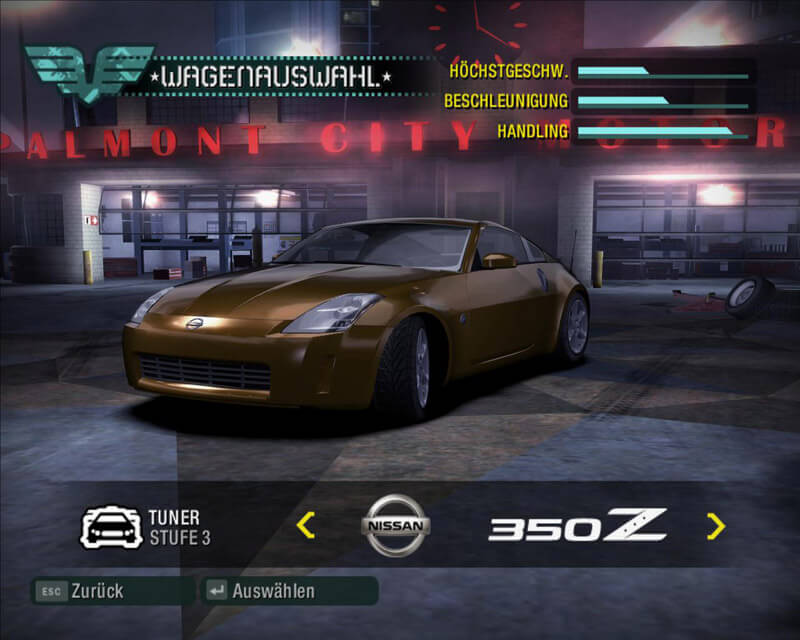 ★WAGENAUSWAHL★
HÖCHSTGESCHW.
BESCHLEUNIGUNG
HANDLING
PALMONT CITY MOTOR
TUNER
STUFE 3
NISSAN
350Z
ESC Zurück
↵ Auswählen